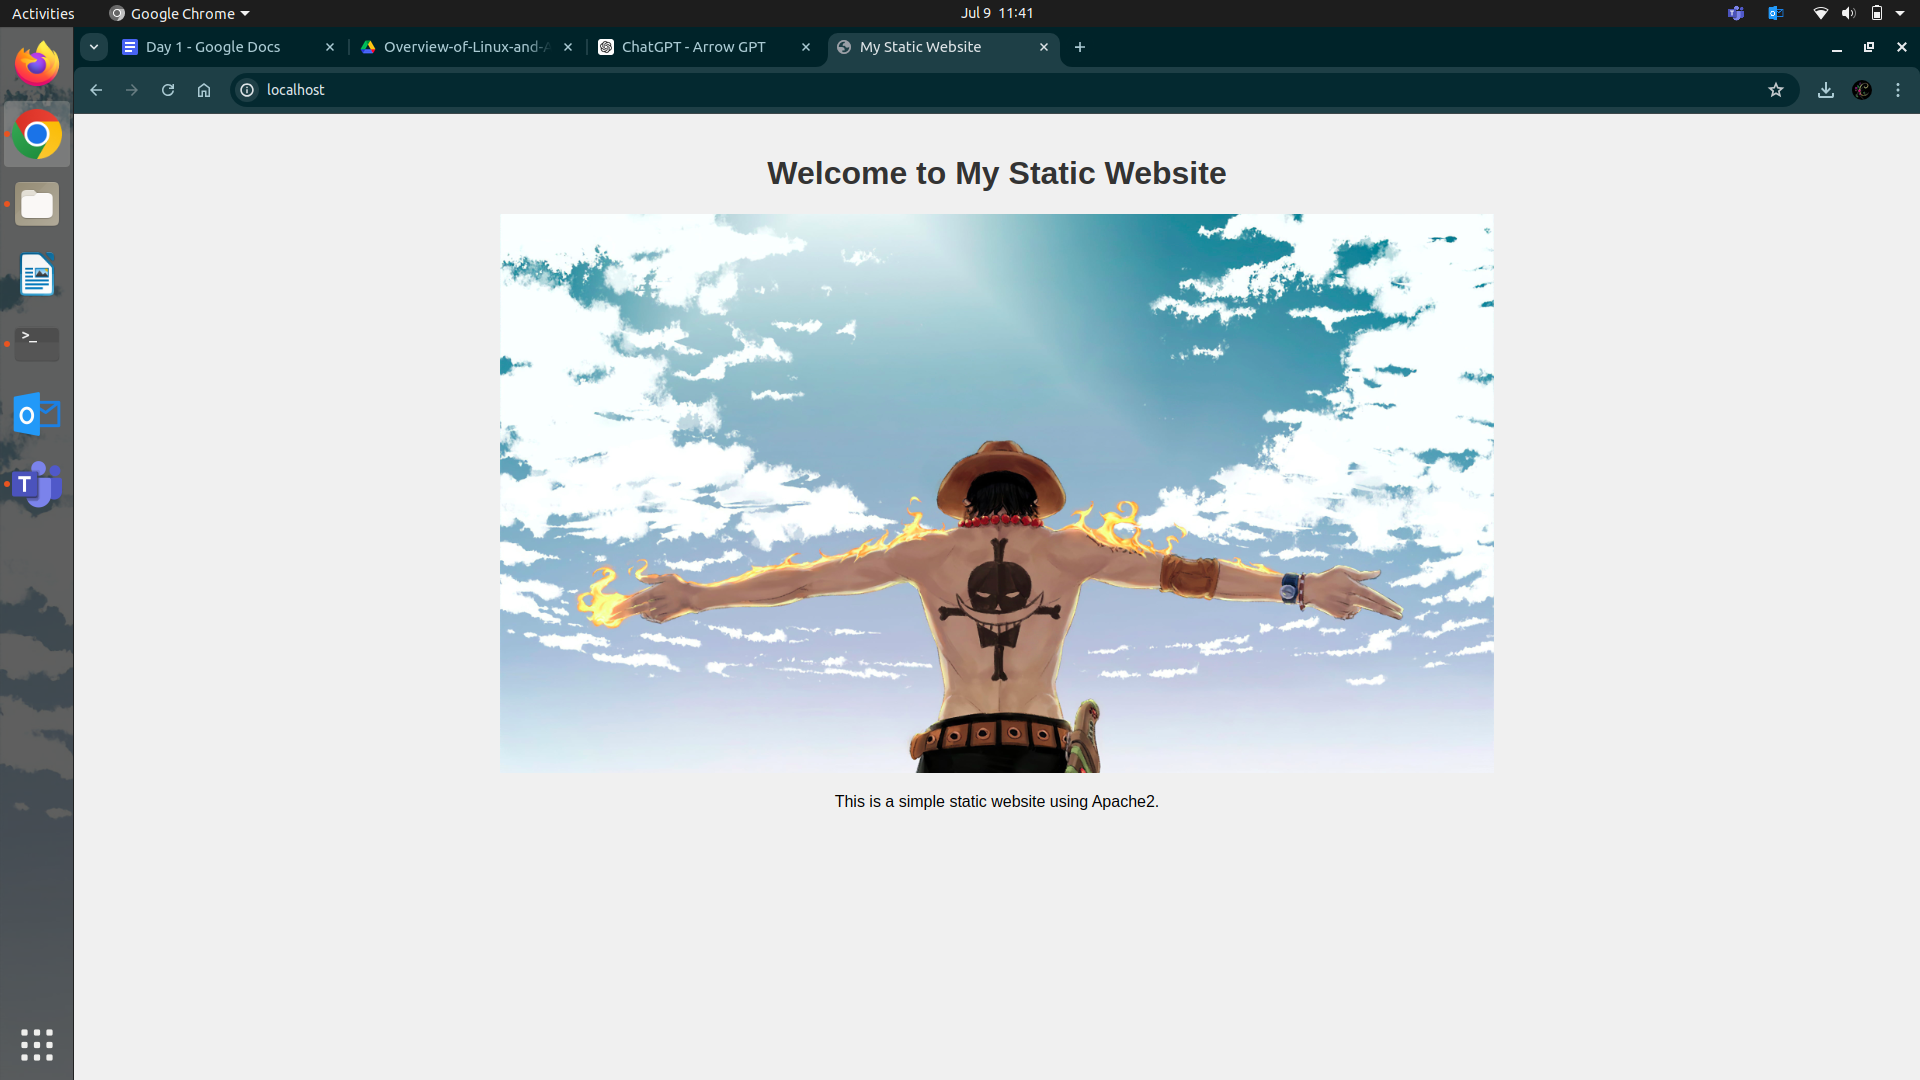 Activities
Google Chrome
Jul 9 11:41
Day 1 - Google Docs
Overview-of-Linux-and-A
ChatGPT - Arrow GPT
My Static Website
localhost
Welcome to My Static Website
This is a simple static website using Apache2.